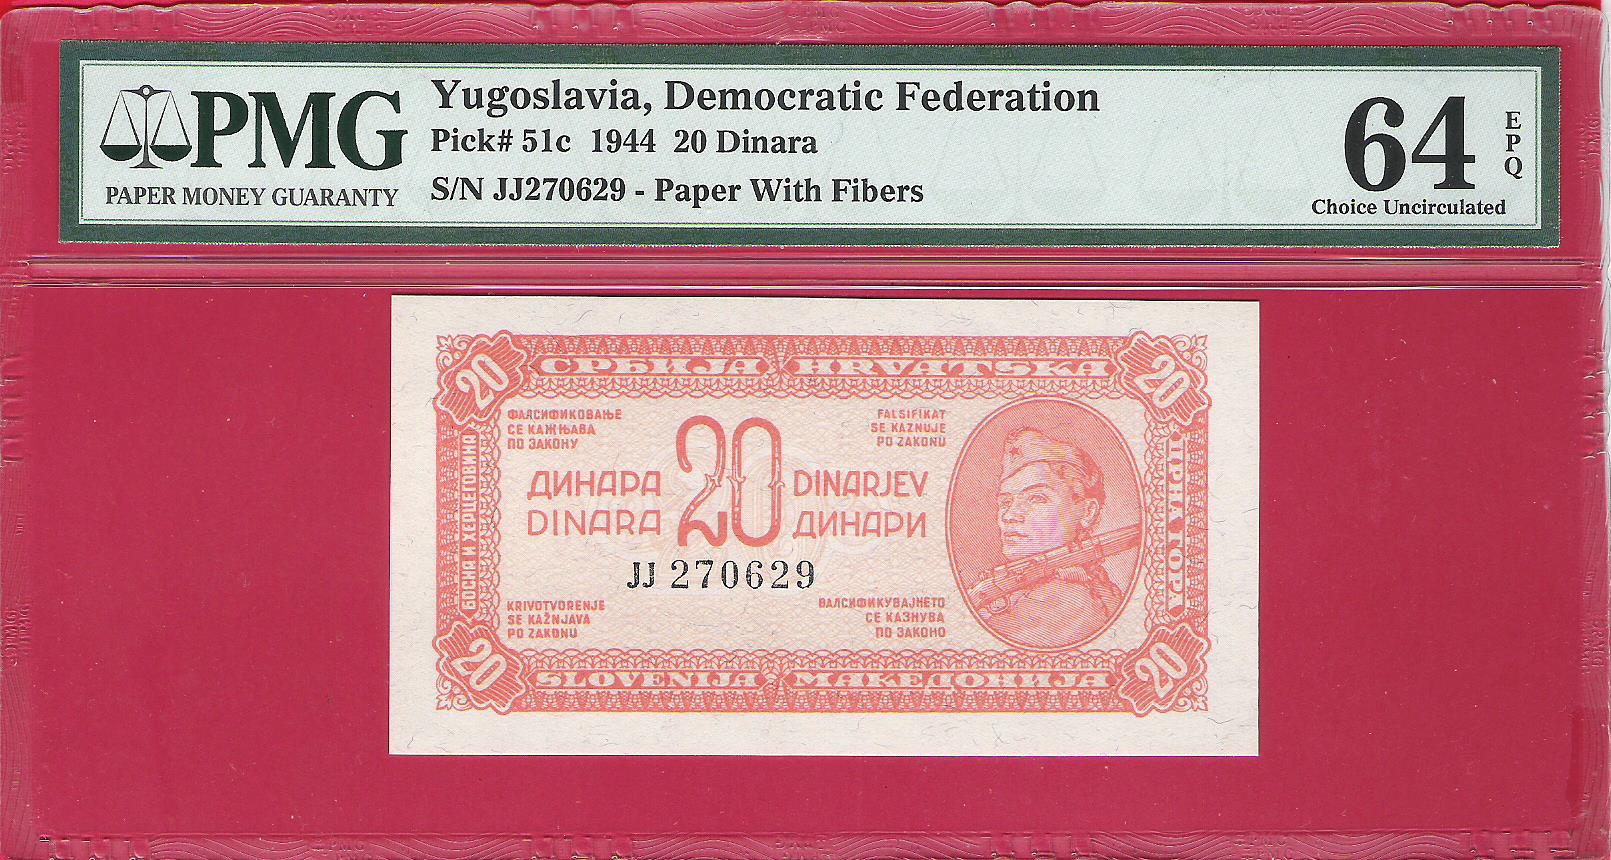 PMG
PAPER MONEY GUARANTY
Yugoslavia, Democratic Federation
Pick# 51c 1944 20 Dinara
S/N JJ270629 - Paper With Fibers
64
EPQ
Choice Uncirculated
20
СРБИЈА HRVATSKA
20
ФАЛСИФИКОВАЊЕ
СЕ КАЖЊАВА
ПО ЗАКОНУ
FALSIFIKAT
SE KAZNUJE
PO ZAKONU
БОСНА И ХЕРЦЕГОВИНА
ЦРНА ГОРА
20
ДИНАРА
DINARA
DINARJEV
ДИНАРИ
JJ 270629
KRIVOTVORENJE
SE KAŽNJAVA
PO ZAKONU
ВАЛСИФИКУВАЈНЕТО
СЕ КАЗНУВА
ПО ЗАКОНО
20
SLOVENIJA МАКЕДОНИЈА
20